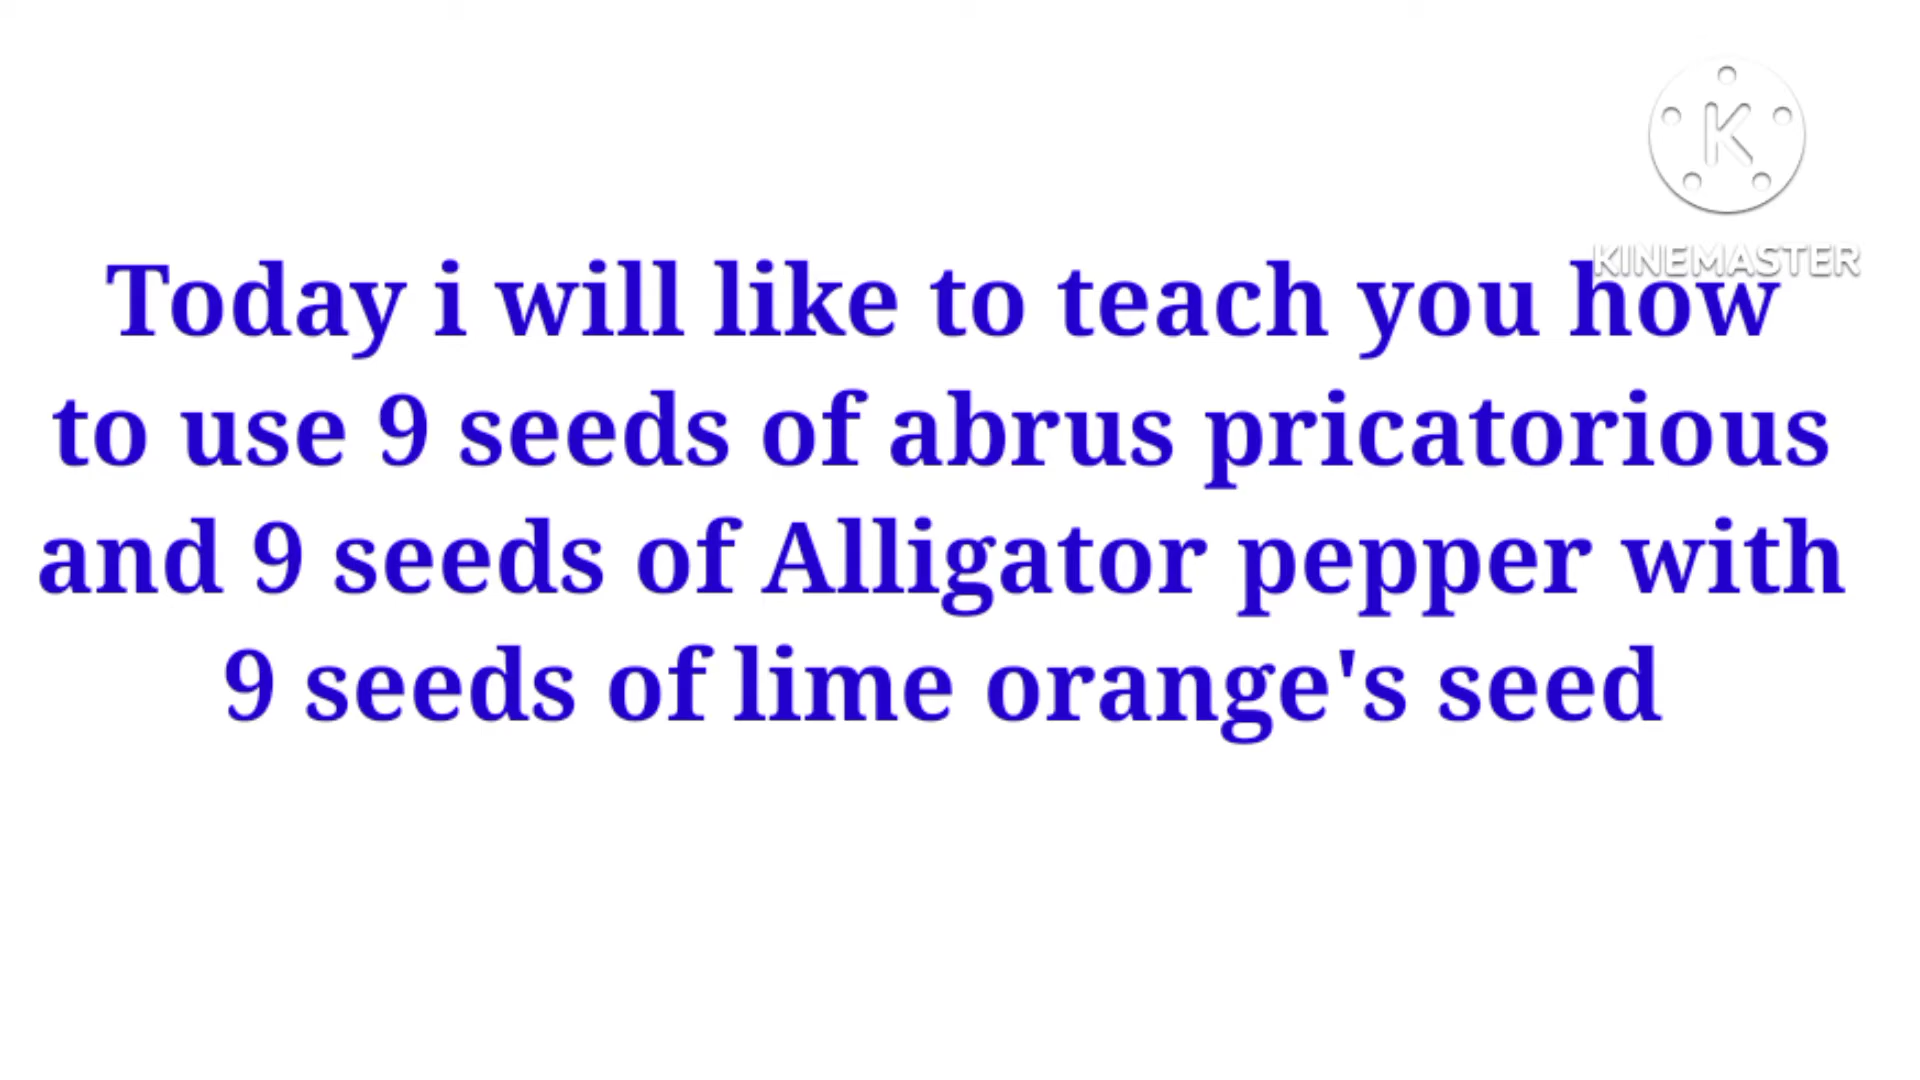 K
KINEMASTER
Today i will like to teach you how
to use 9 seeds of abrus pricatorious
and 9 seeds of Alligator pepper with
9 seeds of lime orange's seed